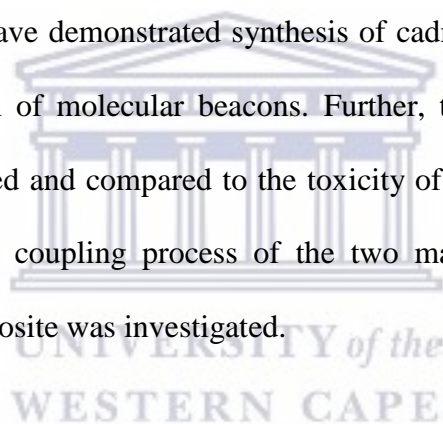 ave demonstrated synthesis of cadm
of molecular beacons. Further, t
ed and compared to the toxicity of
coupling process of the two ma
osite was investigated.
UNIVERSITY of the
WESTERN CAPE